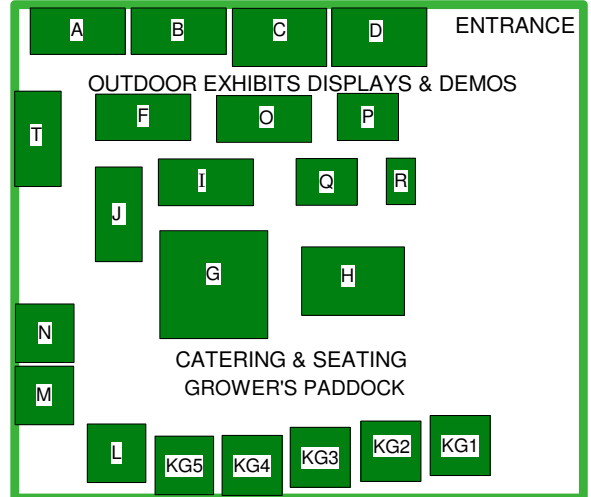 A
B
C
D
ENTRANCE
OUTDOOR EXHIBITS DISPLAYS & DEMOS
T
F
O
P
I
Q
R
J
G
H
N
CATERING & SEATING
GROWER'S PADDOCK
M
L
KG5
KG4
KG3
KG2
KG1